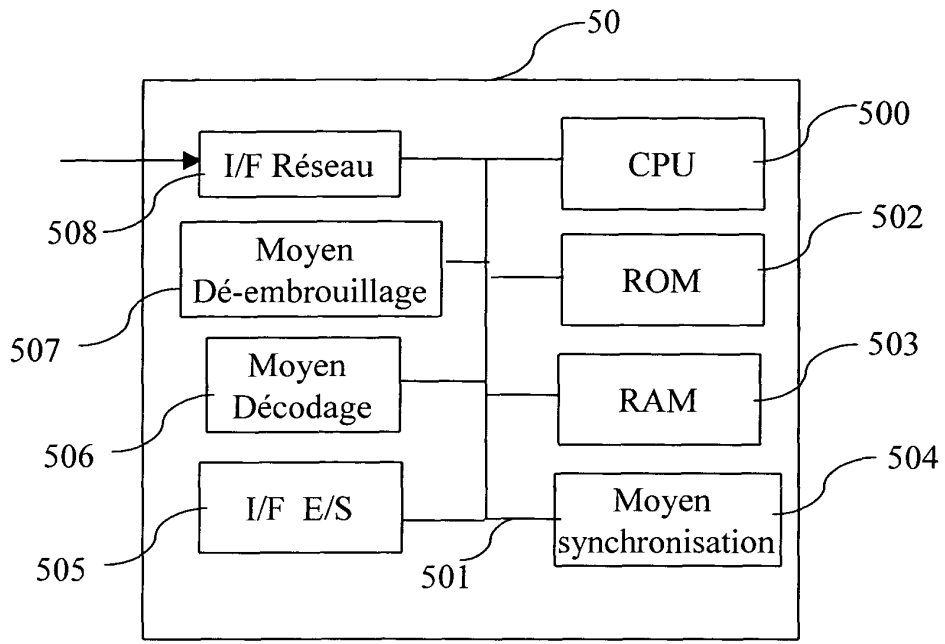 50
500
I/F Réseau
CPU
508
502
Moyen
Dé-embrouillage
ROM
507
503
Moyen
Décodage
RAM
506
504
I/F E/S
Moyen
synchronisation
505
501